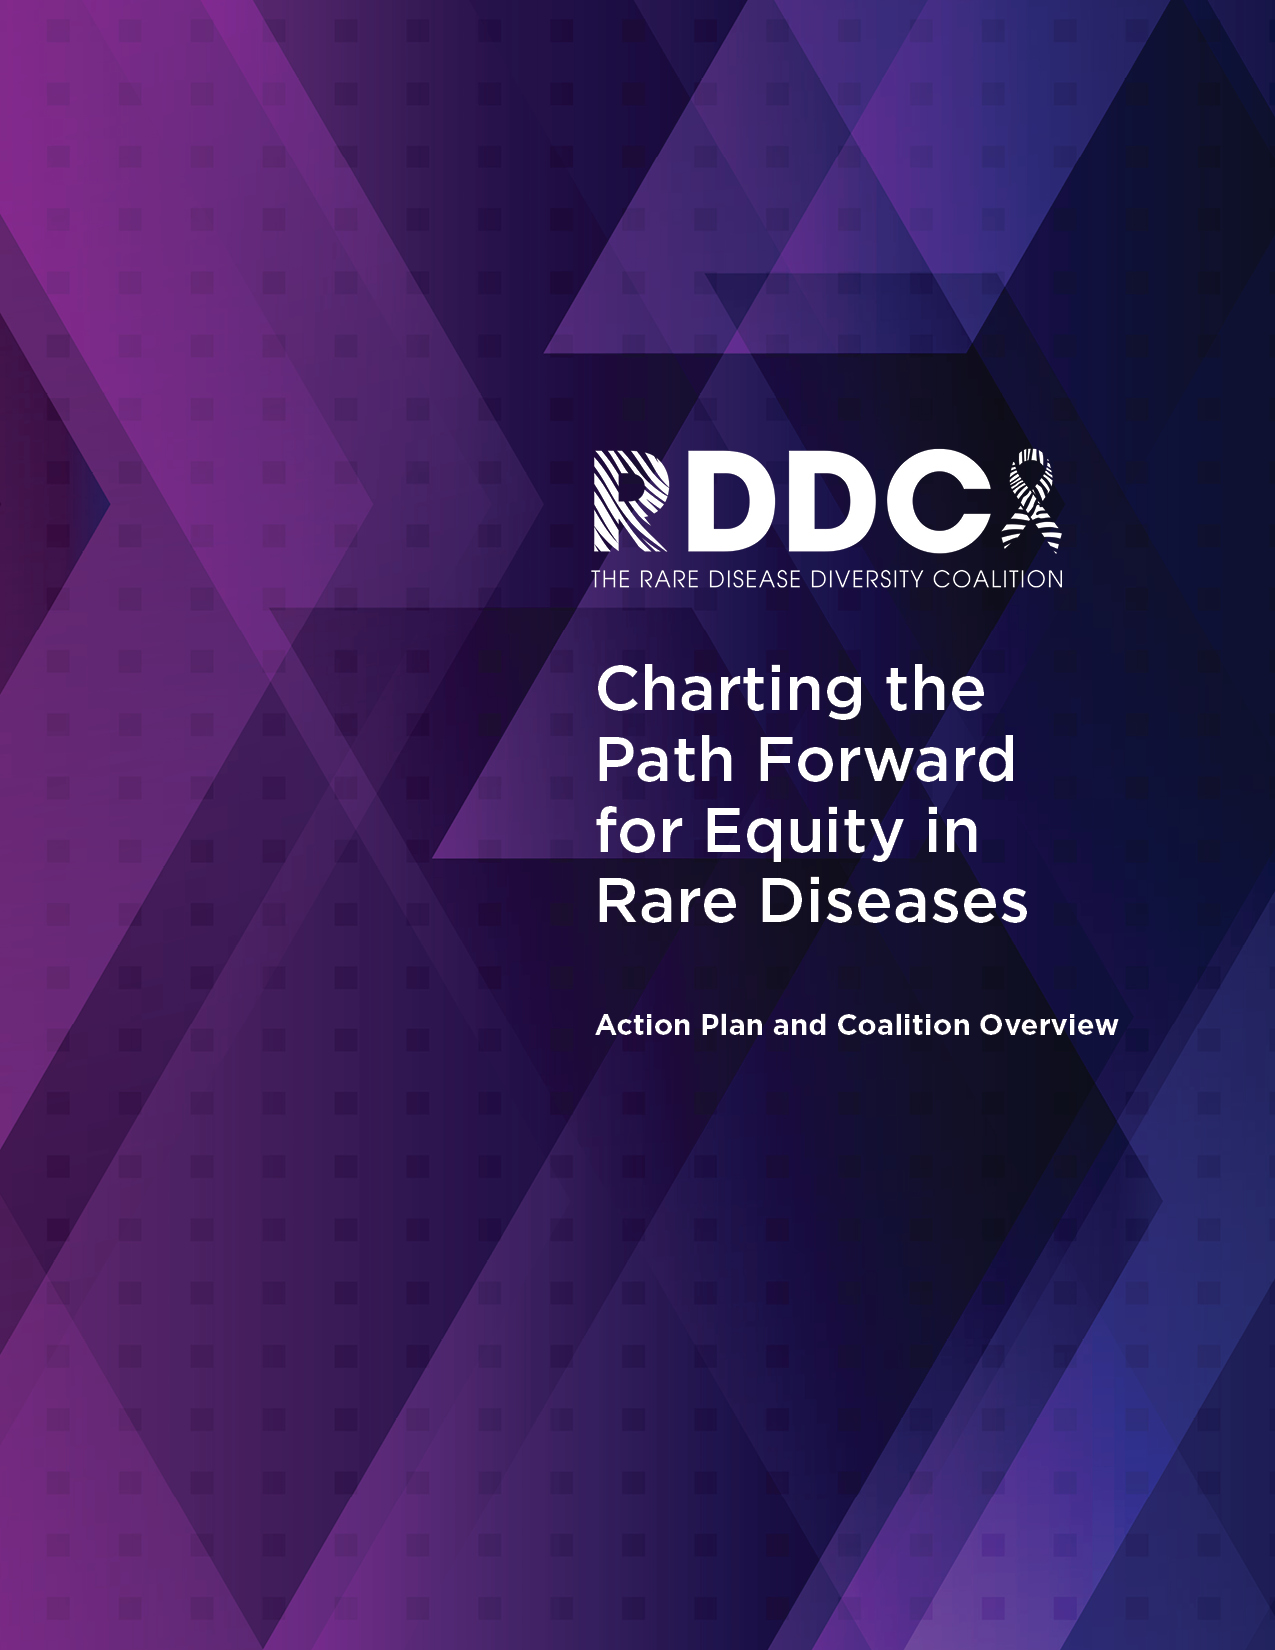 RDDC
THE RARE DISEASE DIVERSITY COALITION
Charting the
Path Forward
for Equity in
Rare Diseases
Action Plan and Coalition Overview